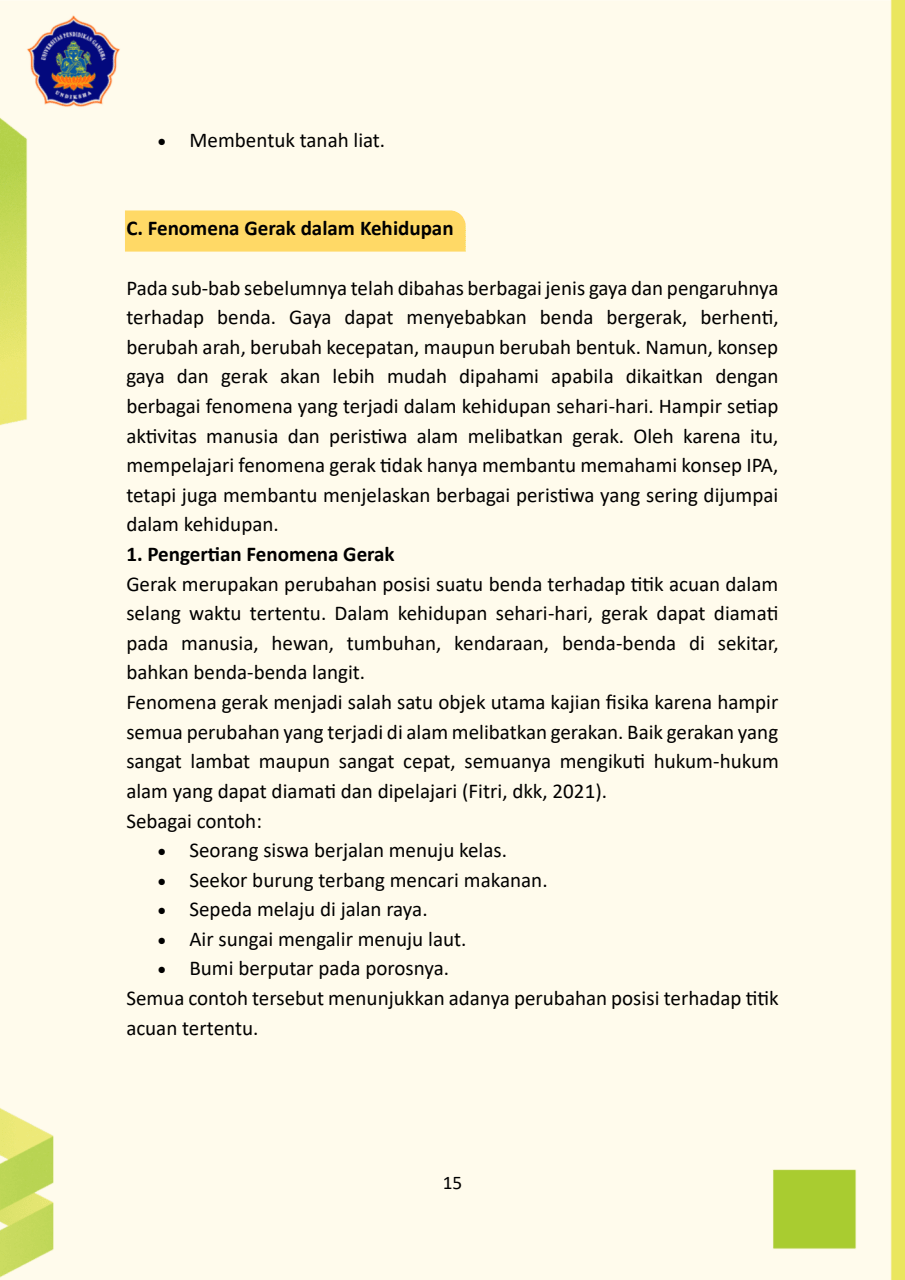 UNIVERSITAS PENDIDIKAN GANESHA
UNDIKSHA
• Membentuk tanah liat.
C. Fenomena Gerak dalam Kehidupan
Pada sub-bab sebelumnya telah dibahas berbagai jenis gaya dan pengaruhnya
terhadap benda. Gaya dapat menyebabkan benda bergerak, berhenti,
berubah arah, berubah kecepatan, maupun berubah bentuk. Namun, konsep
gaya dan gerak akan lebih mudah dipahami apabila dikaitkan dengan
berbagai fenomena yang terjadi dalam kehidupan sehari-hari. Hampir setiap
aktivitas manusia dan peristiwa alam melibatkan gerak. Oleh karena itu,
mempelajari fenomena gerak tidak hanya membantu memahami konsep IPA,
tetapi juga membantu menjelaskan berbagai peristiwa yang sering dijumpai
dalam kehidupan.
1. Pengertian Fenomena Gerak
Gerak merupakan perubahan posisi suatu benda terhadap titik acuan dalam
selang waktu tertentu. Dalam kehidupan sehari-hari, gerak dapat diamati
pada manusia, hewan, tumbuhan, kendaraan, benda-benda di sekitar,
bahkan benda-benda langit.
Fenomena gerak menjadi salah satu objek utama kajian fisika karena hampir
semua perubahan yang terjadi di alam melibatkan gerakan. Baik gerakan yang
sangat lambat maupun sangat cepat, semuanya mengikuti hukum-hukum
alam yang dapat diamati dan dipelajari (Fitri, dkk, 2021).
Sebagai contoh:
• Seorang siswa berjalan menuju kelas.
• Seekor burung terbang mencari makanan.
• Sepeda melaju di jalan raya.
• Air sungai mengalir menuju laut.
• Bumi berputar pada porosnya.
Semua contoh tersebut menunjukkan adanya perubahan posisi terhadap titik
acuan tertentu.
15